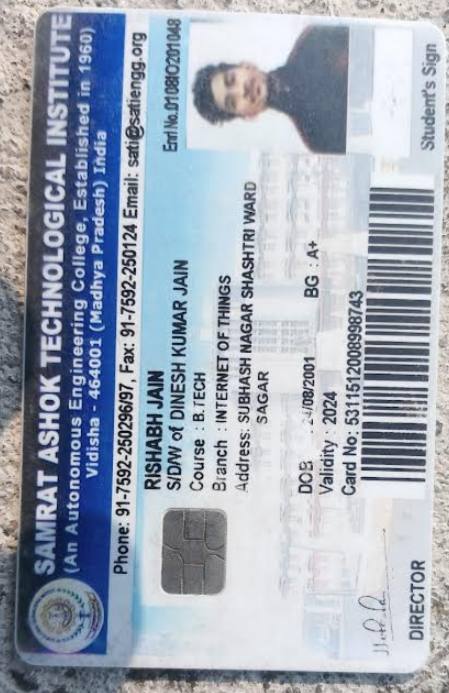 SAMRAT ASHOK TECHNOLOGICAL INSTITUTE
(An Autonomous Engineering College, Established in 1960)
Vidisha - 464001 (Madhya Pradesh) India
Phone: 91-7592-250296/97, Fax: 91-7592-250124 Email: sati@satiengg.org
Enrl No.0108IO201048
RISHABH JAIN
S/D/W of DINESH KUMAR JAIN
Course : B.TECH
Branch : INTERNET OF THINGS
Address: SUBHASH NAGAR SHASHTRI WARD
SAGAR
DOB : 24/08/2001 BG : A+
Validity : 2024
Card No: 5311512008998743
DIRECTOR
Student's Sign